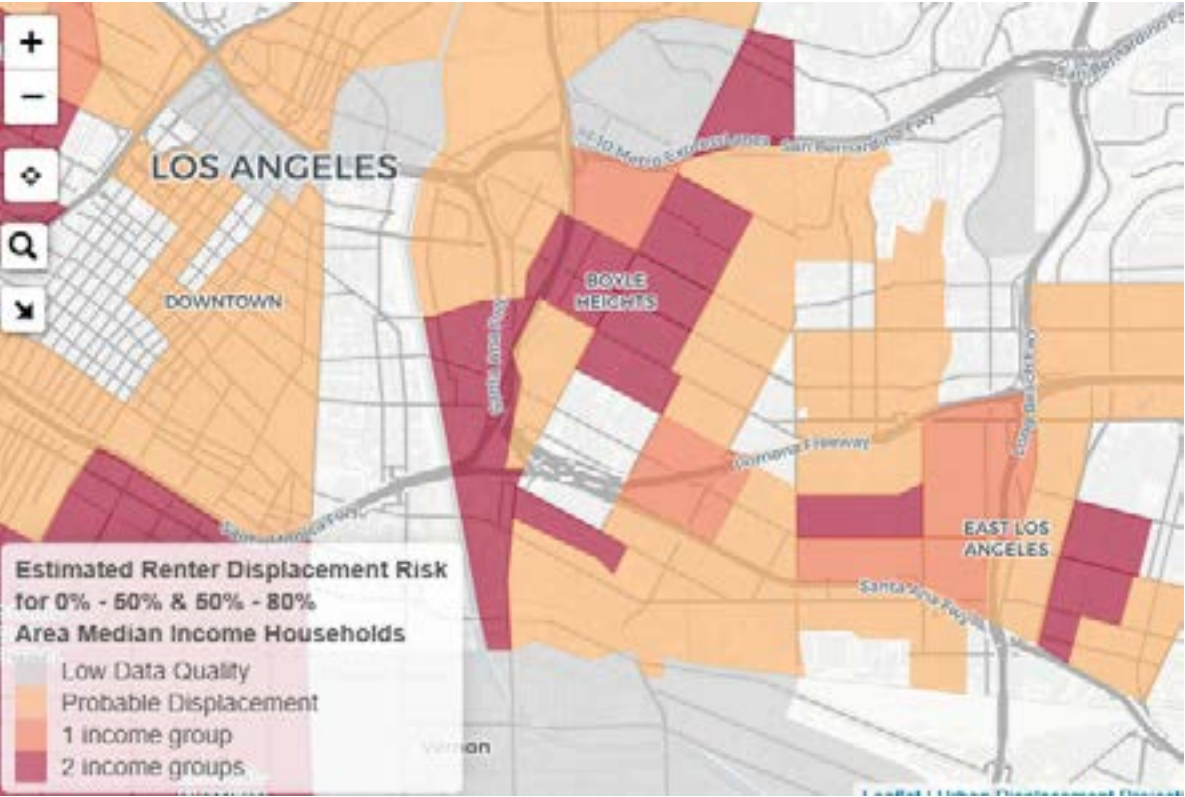 +
−
I-10 Metro ExpressLanes
San Bernardino Fwy
San Bernardino F
LOS ANGELES
DOWNTOWN
BOYLE
HEIGHTS
Santa Ana Fwy
Long Beach Fwy
Pomona Freeway
Santa Monica Fwy
EAST LOS
ANGELES
Santa Ana Fwy
Estimated Renter Displacement Risk
for 0% - 50% & 50% - 80%
Area Median Income Households
Low Data Quality
Probable Displacement
1 income group
2 income groups
Vernon
Leaflet | Urban Displacement Project